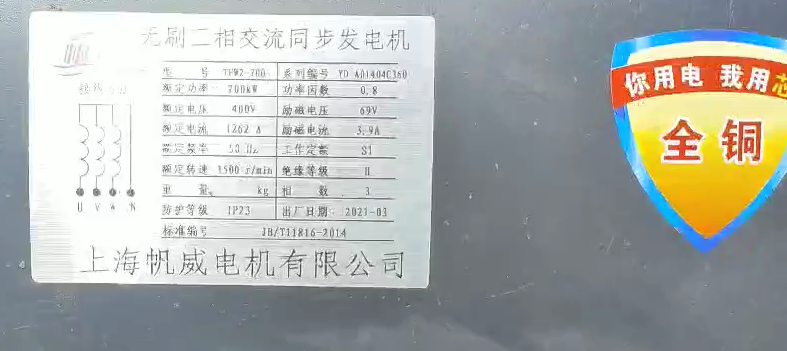 无刷三相交流同步发电机
型 号 TFW2-700 系列编号 YD A01404C360
额定功率 700kW 功率因数 0.8
额定电压 400V 励磁电压 69V
额定电流 1262 A 励磁电流 3.9A
额定频率 50 Hz 工作定额 S1
额定转速 1500 r/min 绝缘等级 H
重 量 kg 相 数 3
防护等级 IP23 出厂日期 2021-03
标准编号 JB/T11816-2014
U V W N
上海帆威电机有限公司
你用电 我用芯
全铜